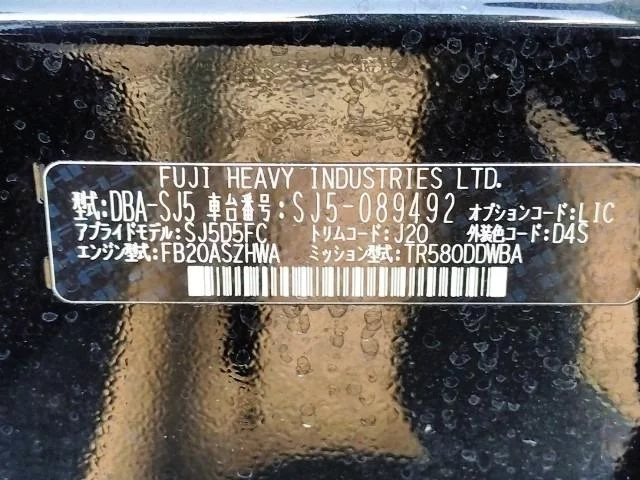 FUJI HEAVY INDUSTRIES LTD.
型式:DBA-SJ5 車台番号:SJ5-089492 オプションコード:LIC
アプライドモデル:SJ5D5FC トリムコード:J20 外装色コード:D4S
エンジン型式:FB20ASZHWA ミッション型式:TR580DDWBA